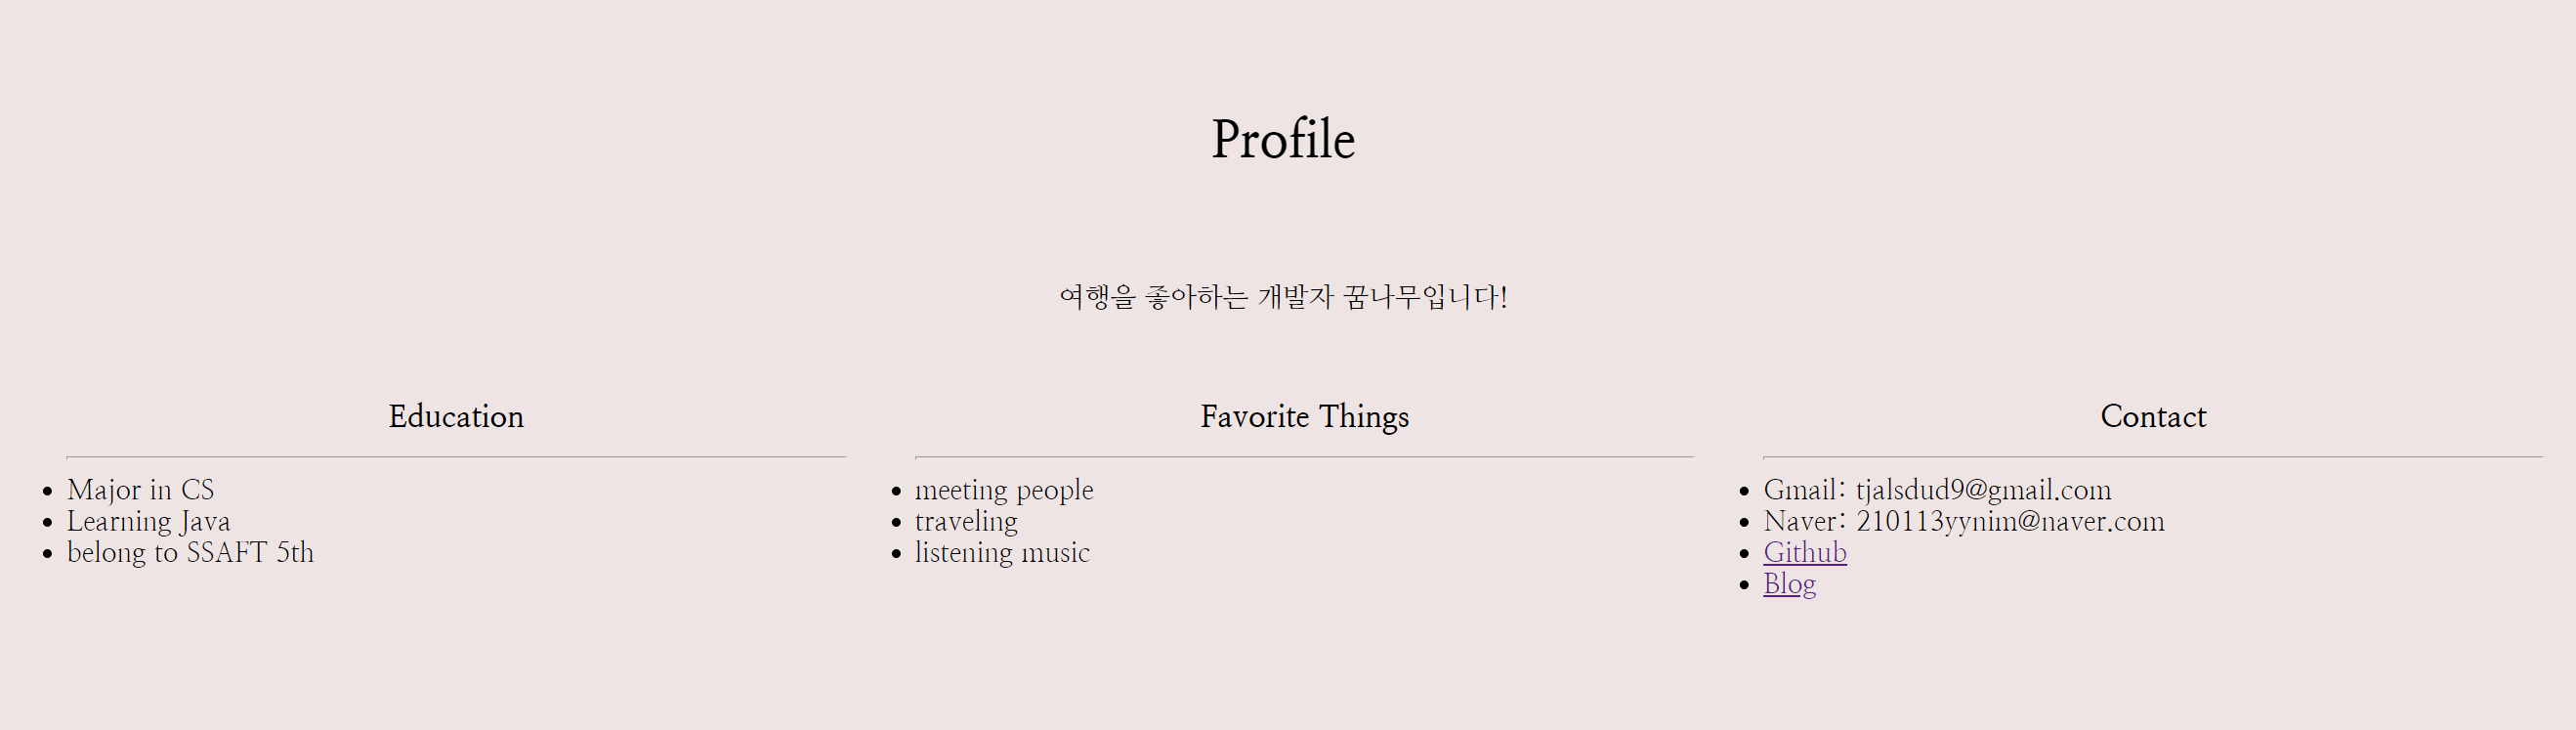 Profile
여행을 좋아하는 개발자 꿈나무입니다!
Education
Major in CS
Learning Java
belong to SSAFT 5th
Favorite Things
meeting people
traveling
listening music
Contact
Gmail: tjalsdud9@gmail.com
Naver: 210113yynim@naver.com
Github
Blog